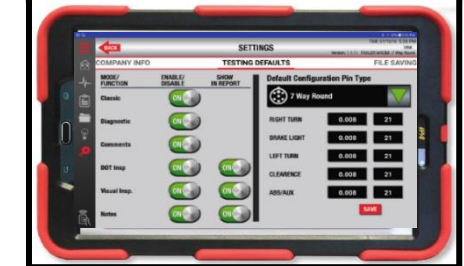 BACK
SETTINGS
COMPANY INFO
TESTING DEFAULTS
FILE SAVING
MODE/ FUNCTION
ENABLE/ DISABLE
SHOW IN REPORT
Default Configuration Pin Type
7 Way Round
Classic ON
Diagnostic ON
Comments ON
DOT Insp ON ON
Visual Insp. ON ON
Notes ON ON
RIGHT TURN 0.008 21
BRAKE LIGHT 0.008 21
LEFT TURN 0.008 21
CLEARENCE 0.008 21
ABS/AUX 0.008 21
SAVE